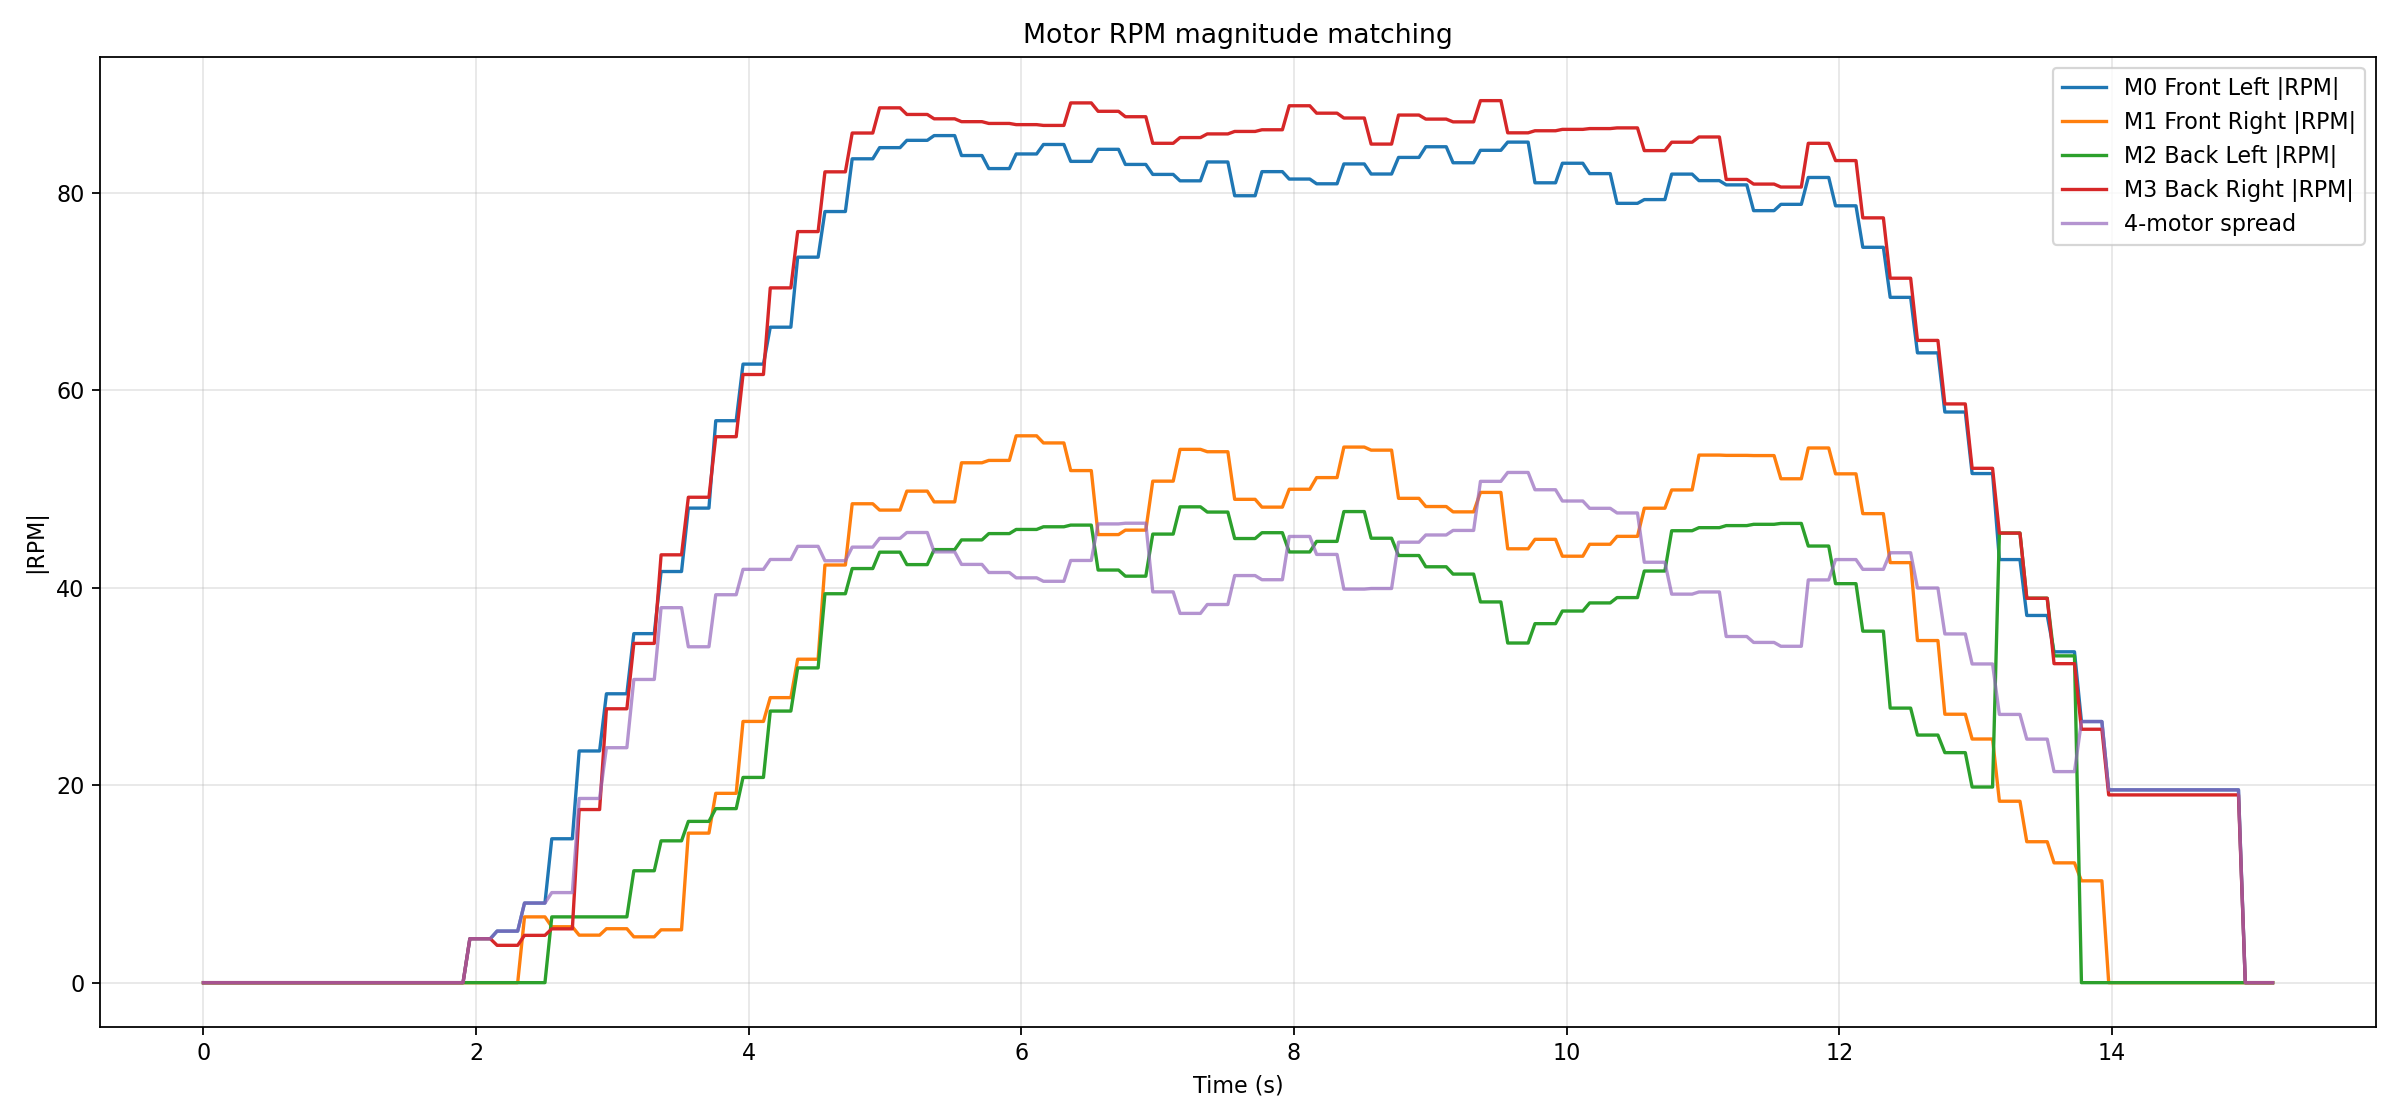 Motor RPM magnitude matching
M0 Front Left |RPM|
M1 Front Right |RPM|
M2 Back Left |RPM|
M3 Back Right |RPM|
4-motor spread
|RPM|
80
60
40
20
0
0 2 4 6 8 10 12 14
Time (s)